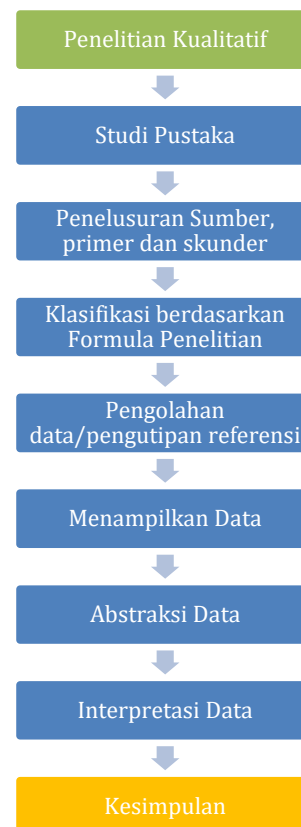 Penelitian Kualitatif
Studi Pustaka
Penelusuran Sumber,
primer dan skunder
Klasifikasi berdasarkan
Formula Penelitian
Pengolahan
data/pengutipan referensi
Menampilkan Data
Abstraksi Data
Interpretasi Data
Kesimpulan